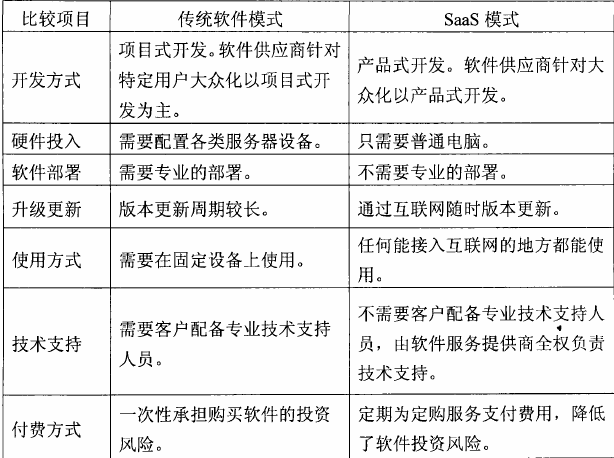 比较项目 传统软件模式 SaaS 模式
开发方式
项目式开发。软件供应商针对
特定用户大众化以项目式开
发为主。
产品式开发。软件供应商针对大
众化以产品式开发。
硬件投入 需要配置各类服务器设备。 只需要普通电脑。
软件部署 需要专业的部署。 不需要专业的部署。
升级更新 版本更新周期较长。 通过互联网随时版本更新。
使用方式 需要在固定设备上使用。
任何能接入互联网的地方都能使
用。
技术支持
需要客户配备专业技术支持
人员。
不需要客户配备专业技术支持人
员，由软件服务提供商全权负责
技术支持。
付费方式
一次性承担购买软件的投资
风险。
定期为定购服务支付费用，降低
了软件投资风险。